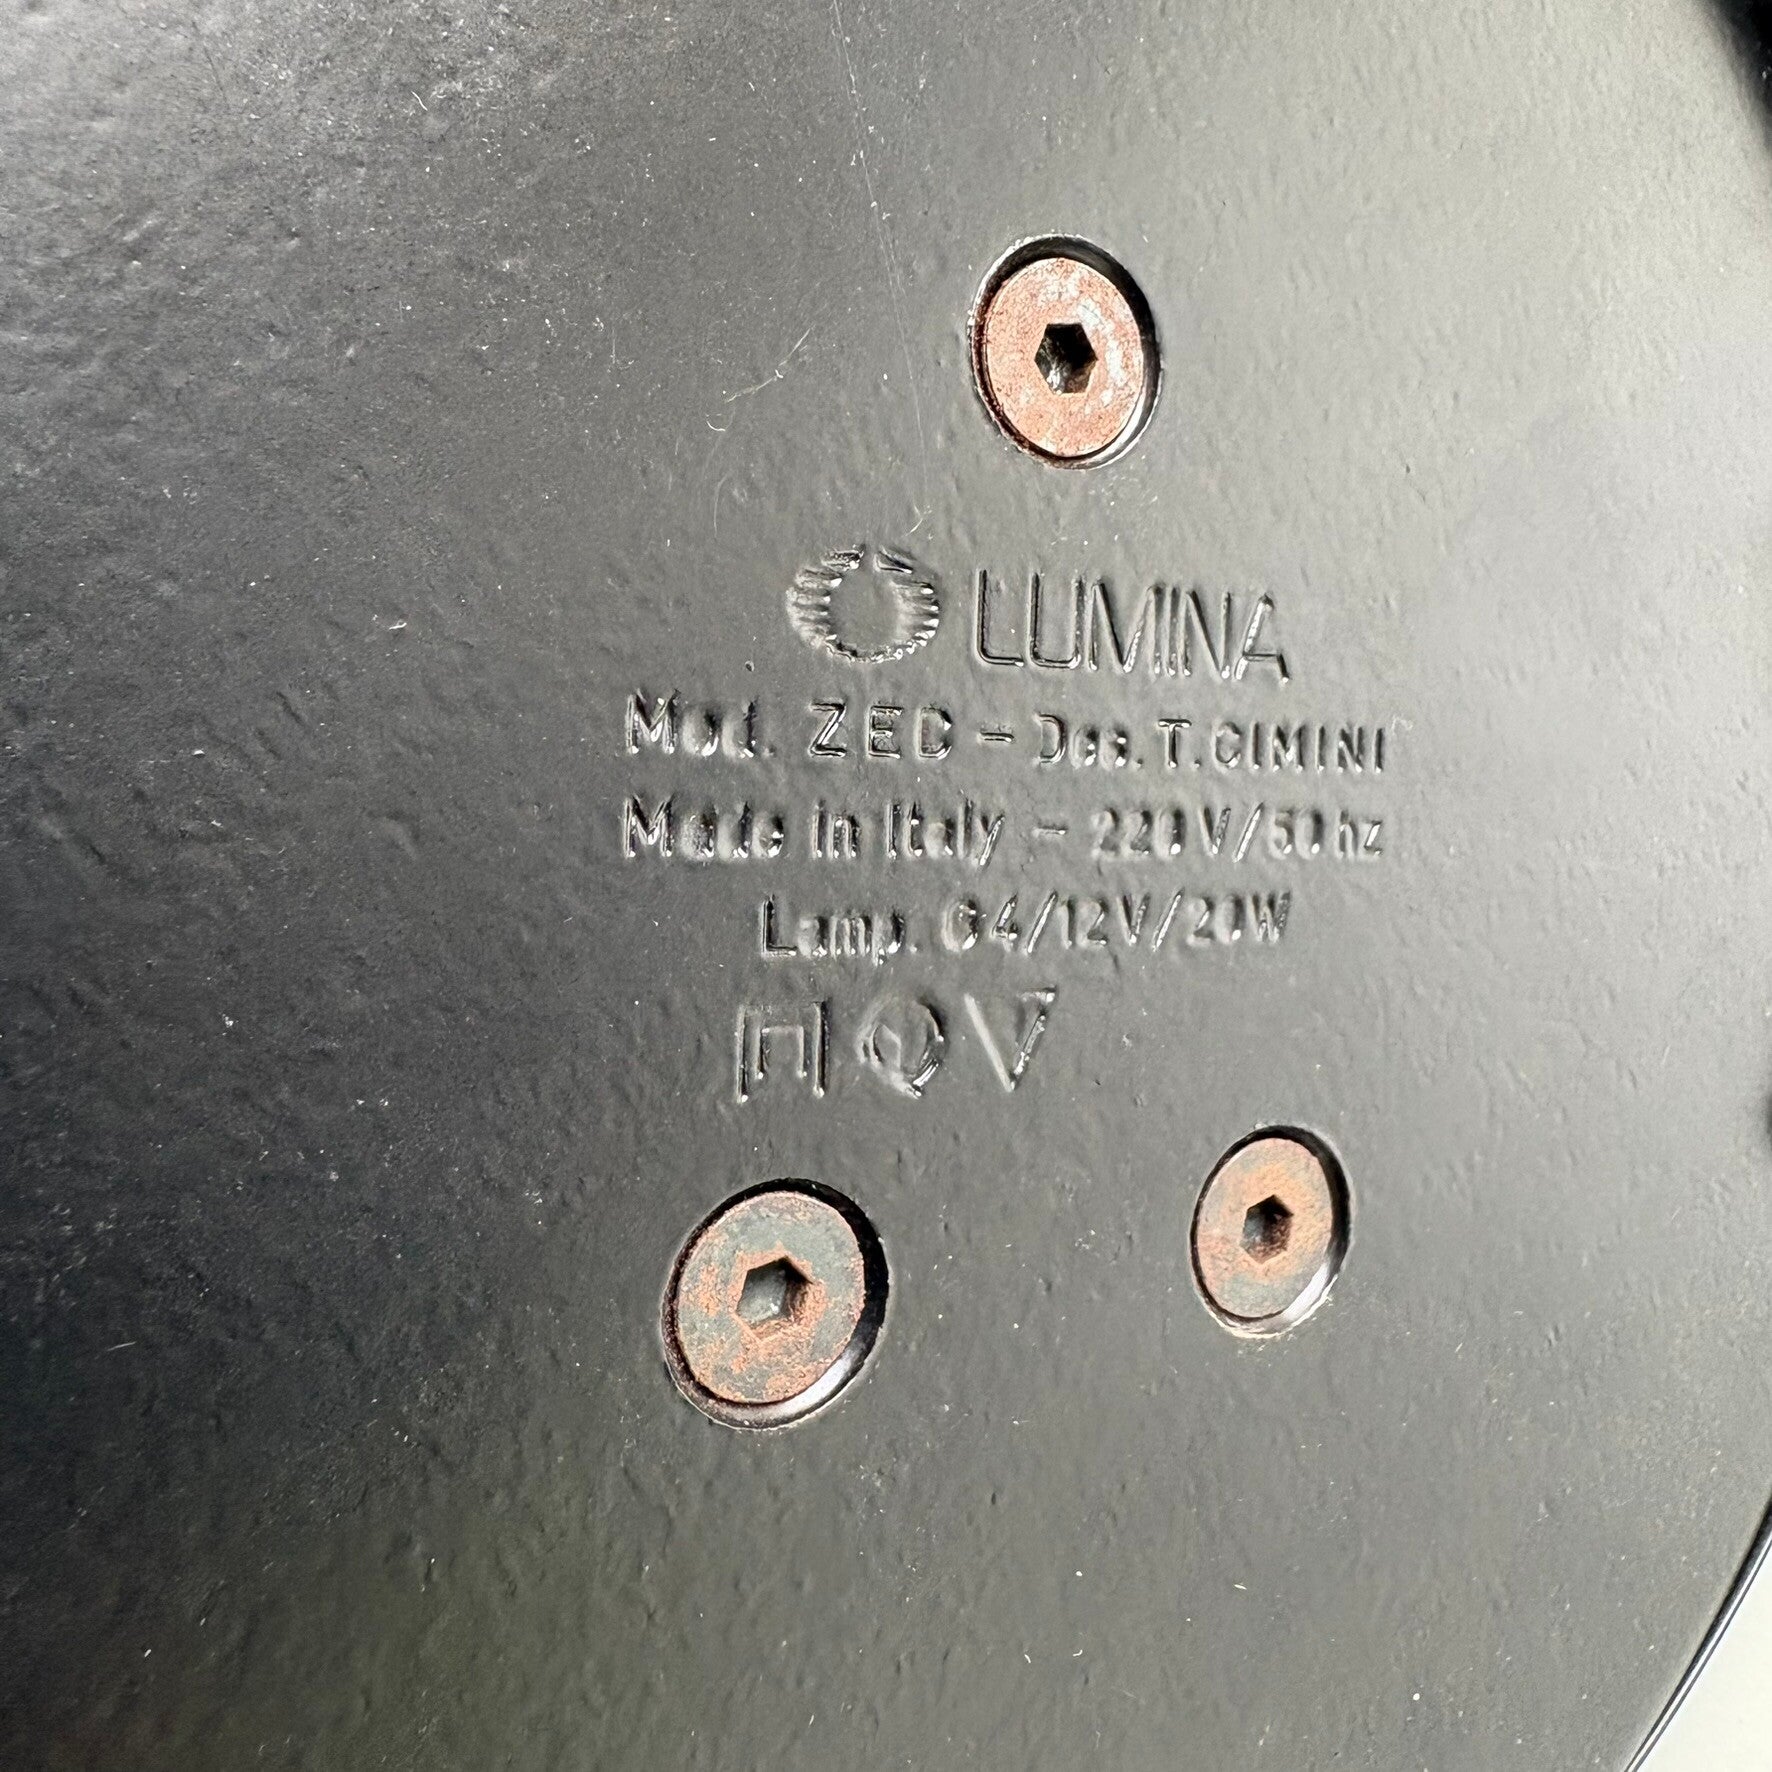 LUMINA
Mod. ZED - Des. T. CIMINI
Made in Italy - 220V/50hz
Lamp. G4/12V/20W